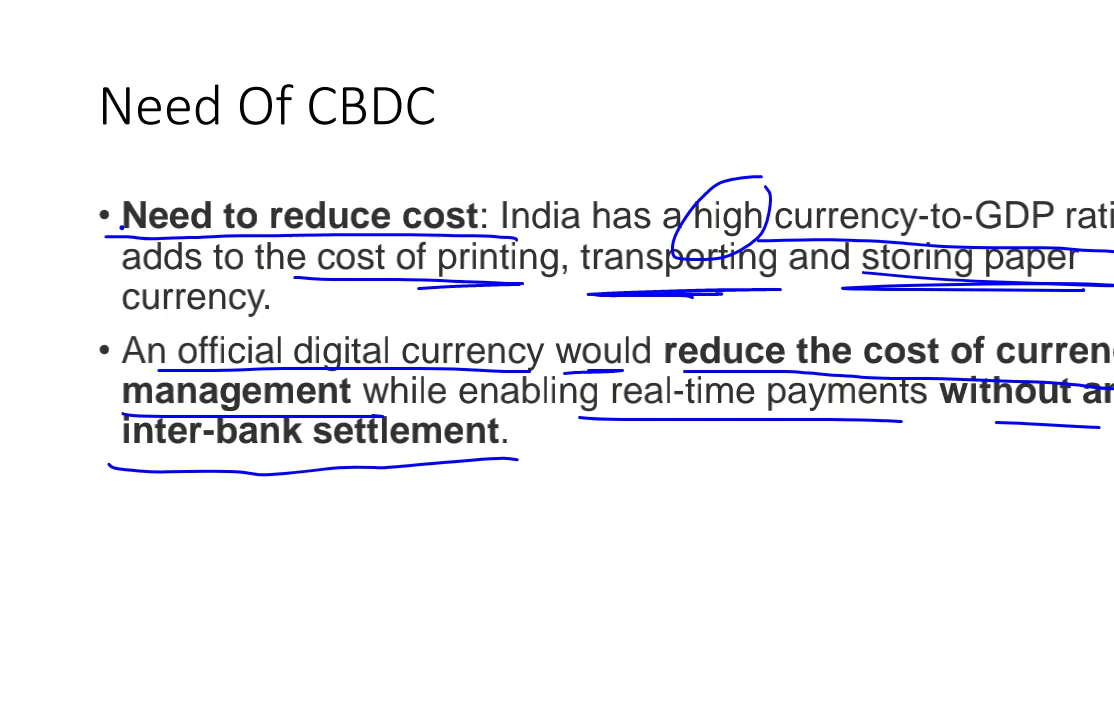 Need Of CBDC
• Need to reduce cost: India has a high currency-to-GDP
adds to the cost of printing, transporting and storing paper
currency.
• An official digital currency would reduce the cost of
management while enabling real-time payments without
inter-bank settlement.